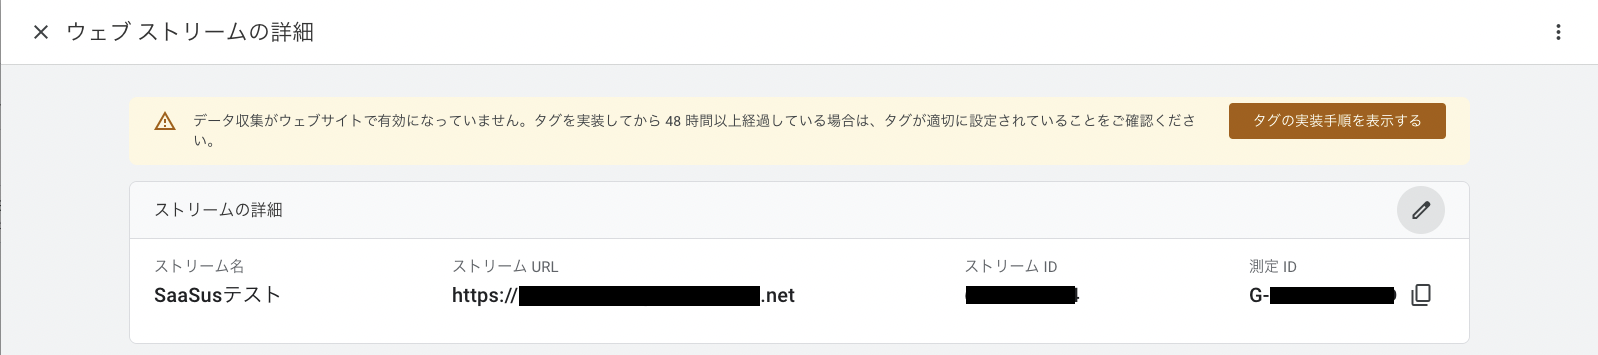 ウェブ ストリームの詳細
データ収集がウェブサイトで有効になっていません。タグを実装してから 48 時間以上経過している場合は、タグが適切に設定されていることをご確認くださ
い。
タグの実装手順を表示する
ストリームの詳細
ストリーム名
SaaSusテスト
ストリーム URL
https:// .net
ストリーム ID
測定 ID
G-